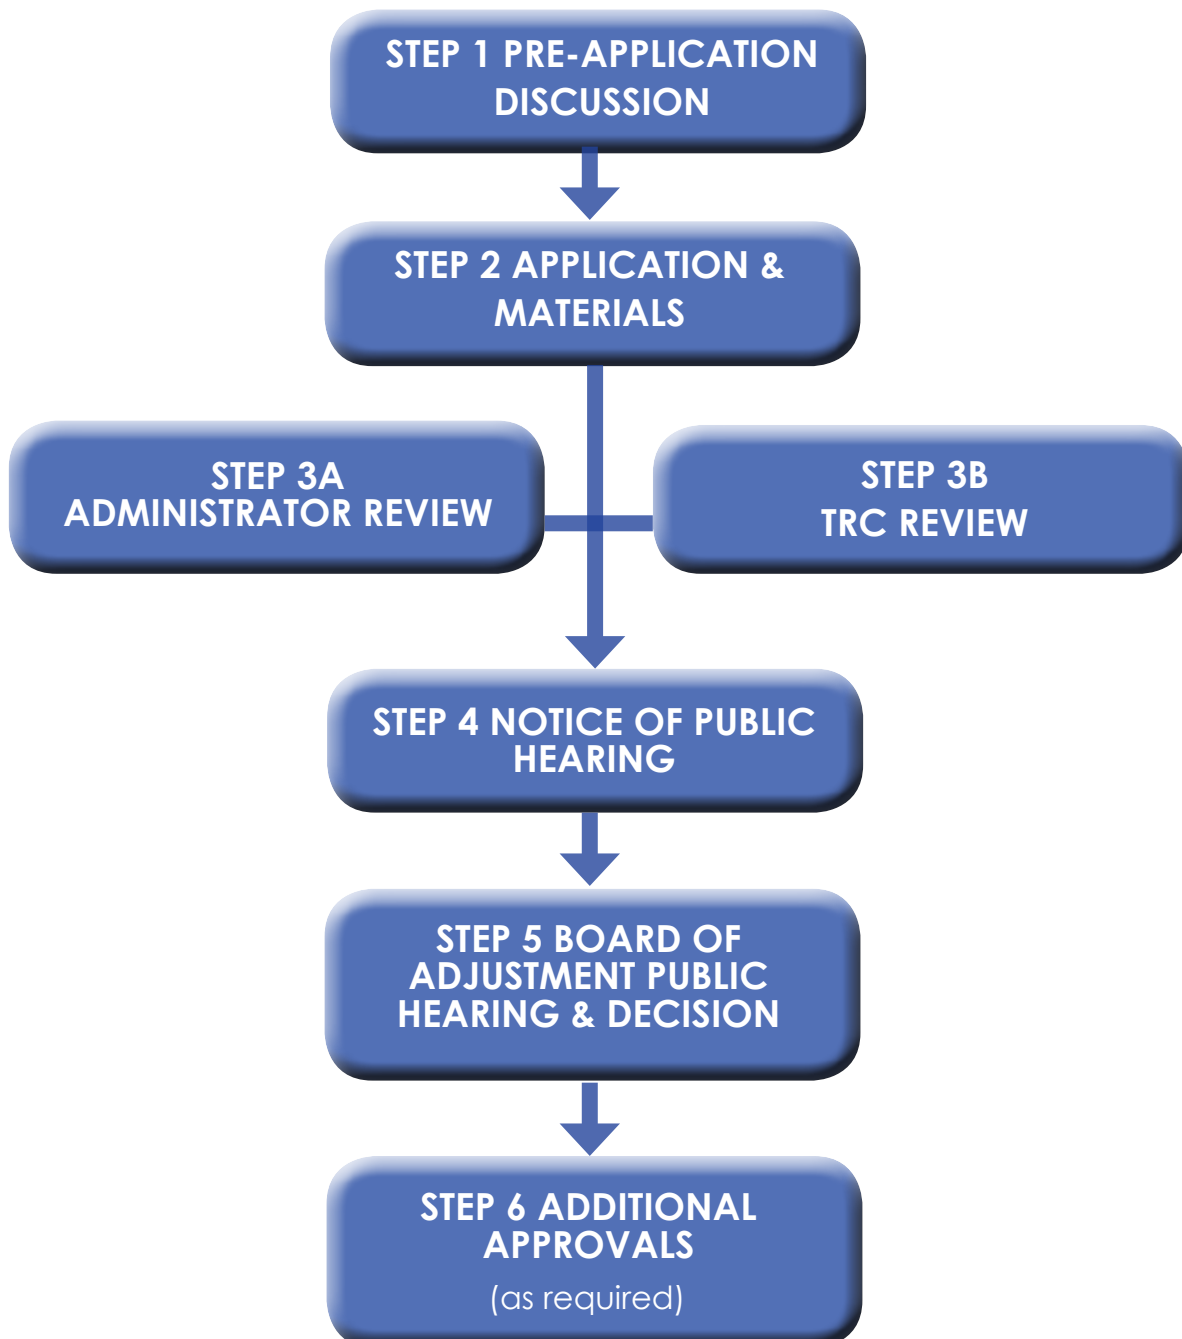 STEP 1 PRE-APPLICATION
DISCUSSION
STEP 2 APPLICATION &
MATERIALS
STEP 3A
ADMINISTRATOR REVIEW
STEP 3B
TRC REVIEW
STEP 4 NOTICE OF PUBLIC
HEARING
STEP 5 BOARD OF
ADJUSTMENT PUBLIC
HEARING & DECISION
STEP 6 ADDITIONAL
APPROVALS
(as required)